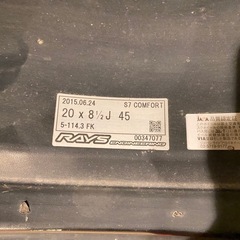 2015.06.24 S7 COMFORT
20 x 8½J 45
5-114.3 FK
RAYS ENGINEERING
00347077